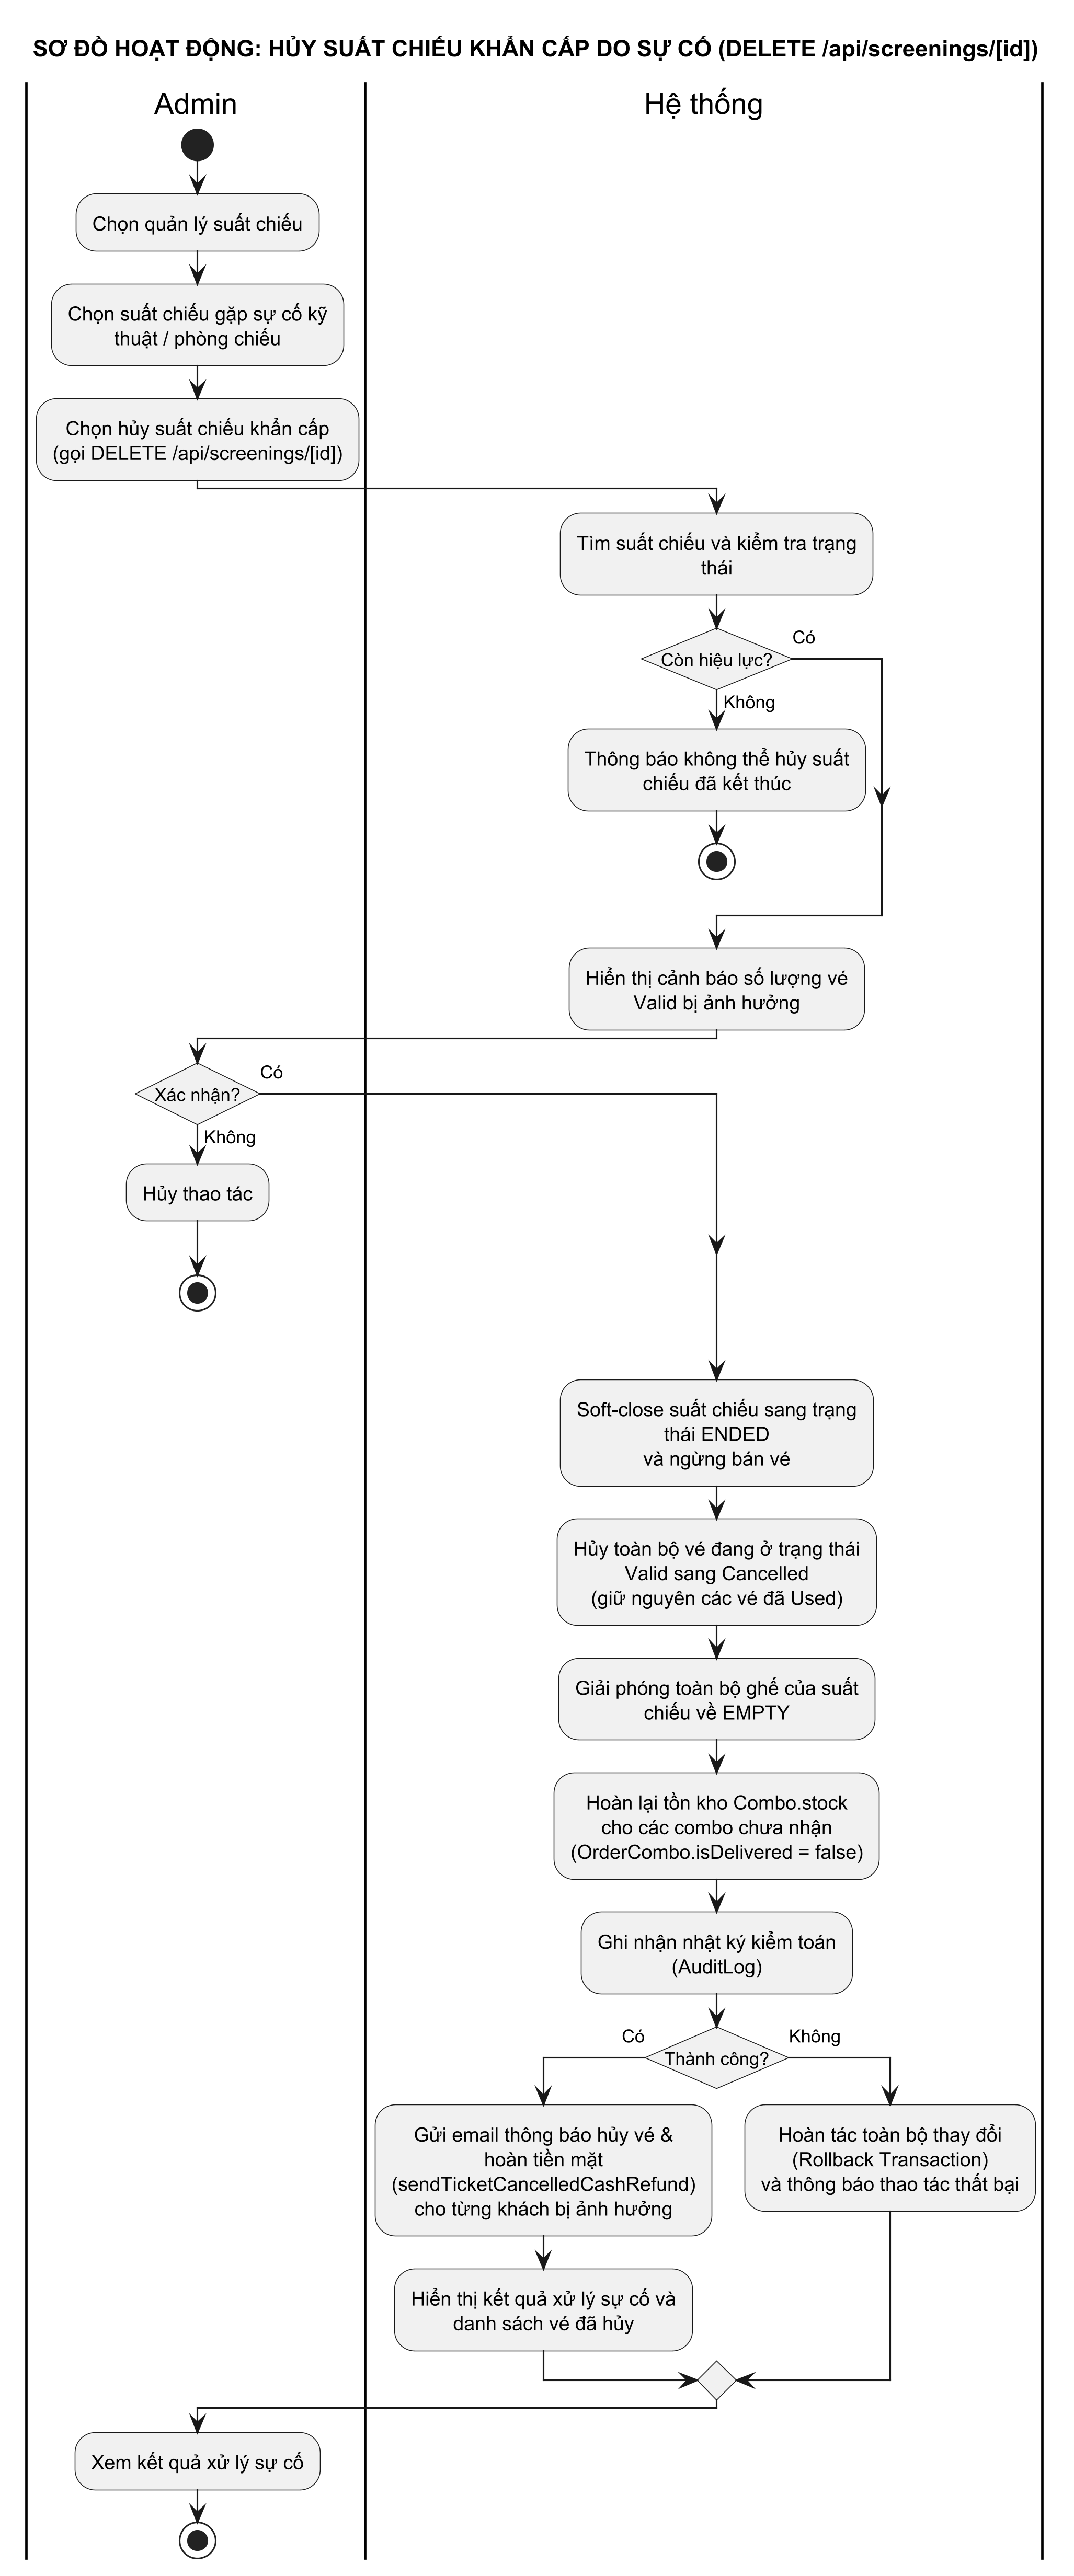 SƠ ĐỒ HOẠT ĐỘNG: HỦY SUẤT CHIẾU KHẨN CẤP DO SỰ CỐ (DELETE /api/screenings/[id])
Admin
Hệ thống
Chọn quản lý suất chiếu
Chọn suất chiếu gặp sự cố kỹ
thuật / phòng chiếu
Chọn hủy suất chiếu khẩn cấp
(gọi DELETE /api/screenings/[id])
Tìm suất chiếu và kiểm tra trạng
thái
Còn hiệu lực?
Có
Không
Thông báo không thể hủy suất
chiếu đã kết thúc
Hiển thị cảnh báo số lượng vé
Valid bị ảnh hưởng
Xác nhận?
Có
Không
Hủy thao tác
Soft-close suất chiếu sang trạng
thái ENDED
và ngừng bán vé
Hủy toàn bộ vé đang ở trạng thái
Valid sang Cancelled
(giữ nguyên các vé đã Used)
Giải phóng toàn bộ ghế của suất
chiếu về EMPTY
Hoàn lại tồn kho Combo.stock
cho các combo chưa nhận
(OrderCombo.isDelivered = false)
Ghi nhận nhật ký kiểm toán
(AuditLog)
Thành công?
Có
Không
Gửi email thông báo hủy vé &
hoàn tiền mặt
(sendTicketCancelledCashRefund)
cho từng khách bị ảnh hưởng
Hoàn tác toàn bộ thay đổi
(Rollback Transaction)
và thông báo thao tác thất bại
Hiển thị kết quả xử lý sự cố và
danh sách vé đã hủy
Xem kết quả xử lý sự cố